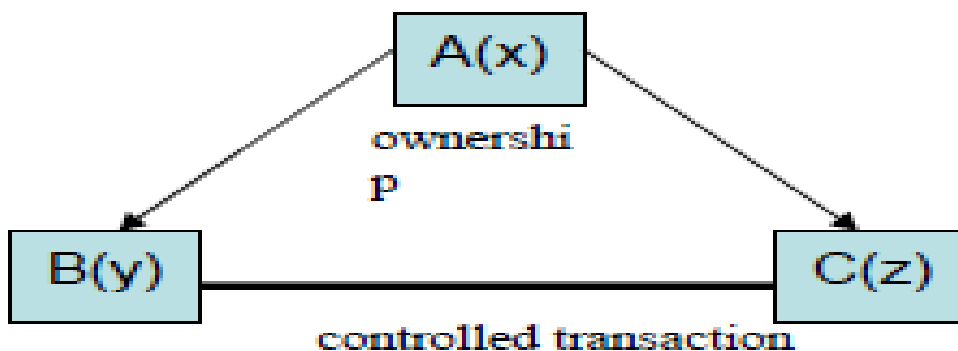 A(x)
ownershi
p
B(y)
C(z)
controlled transaction